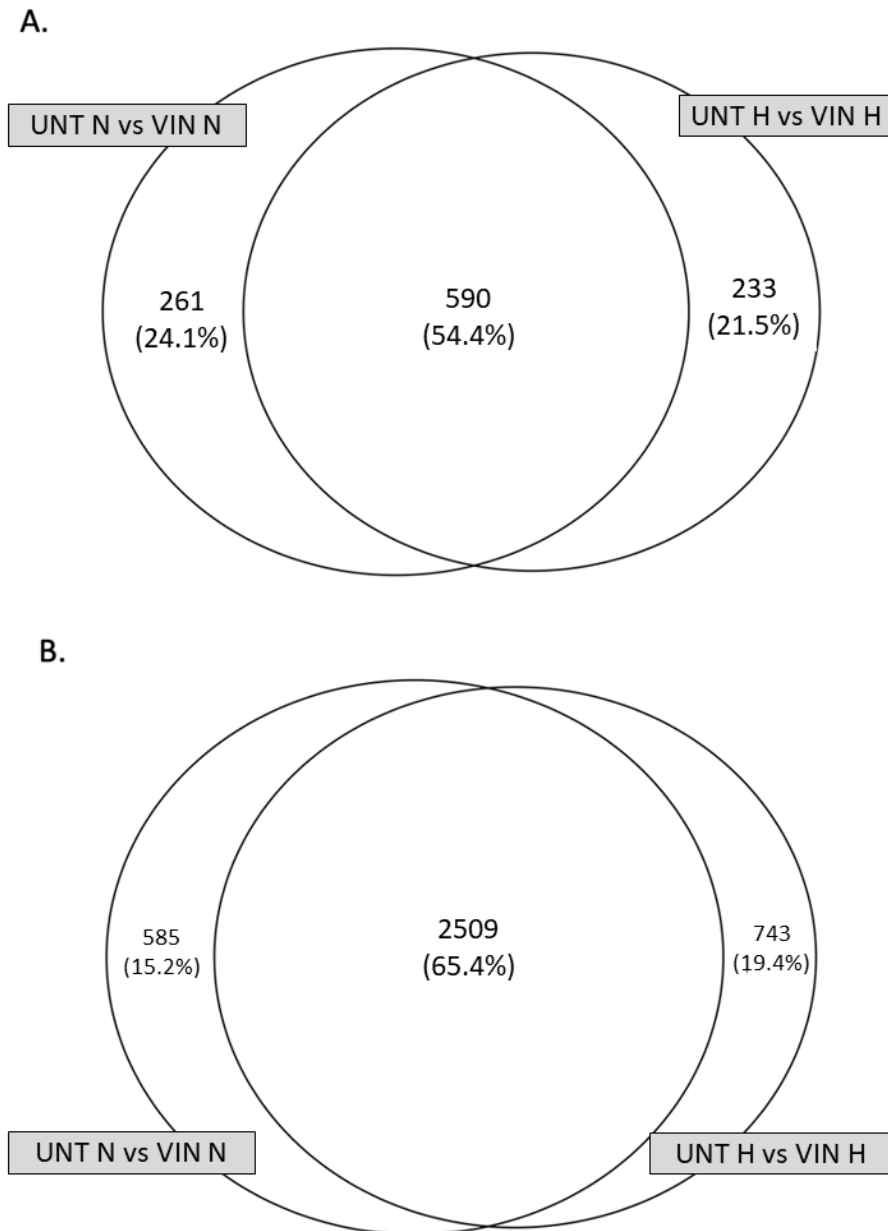 A.
UNT N vs VIN N
UNT H vs VIN H
261
(24.1%)
590
(54.4%)
233
(21.5%)
B.
585
(15.2%)
2509
(65.4%)
743
(19.4%)
UNT N vs VIN N
UNT H vs VIN H